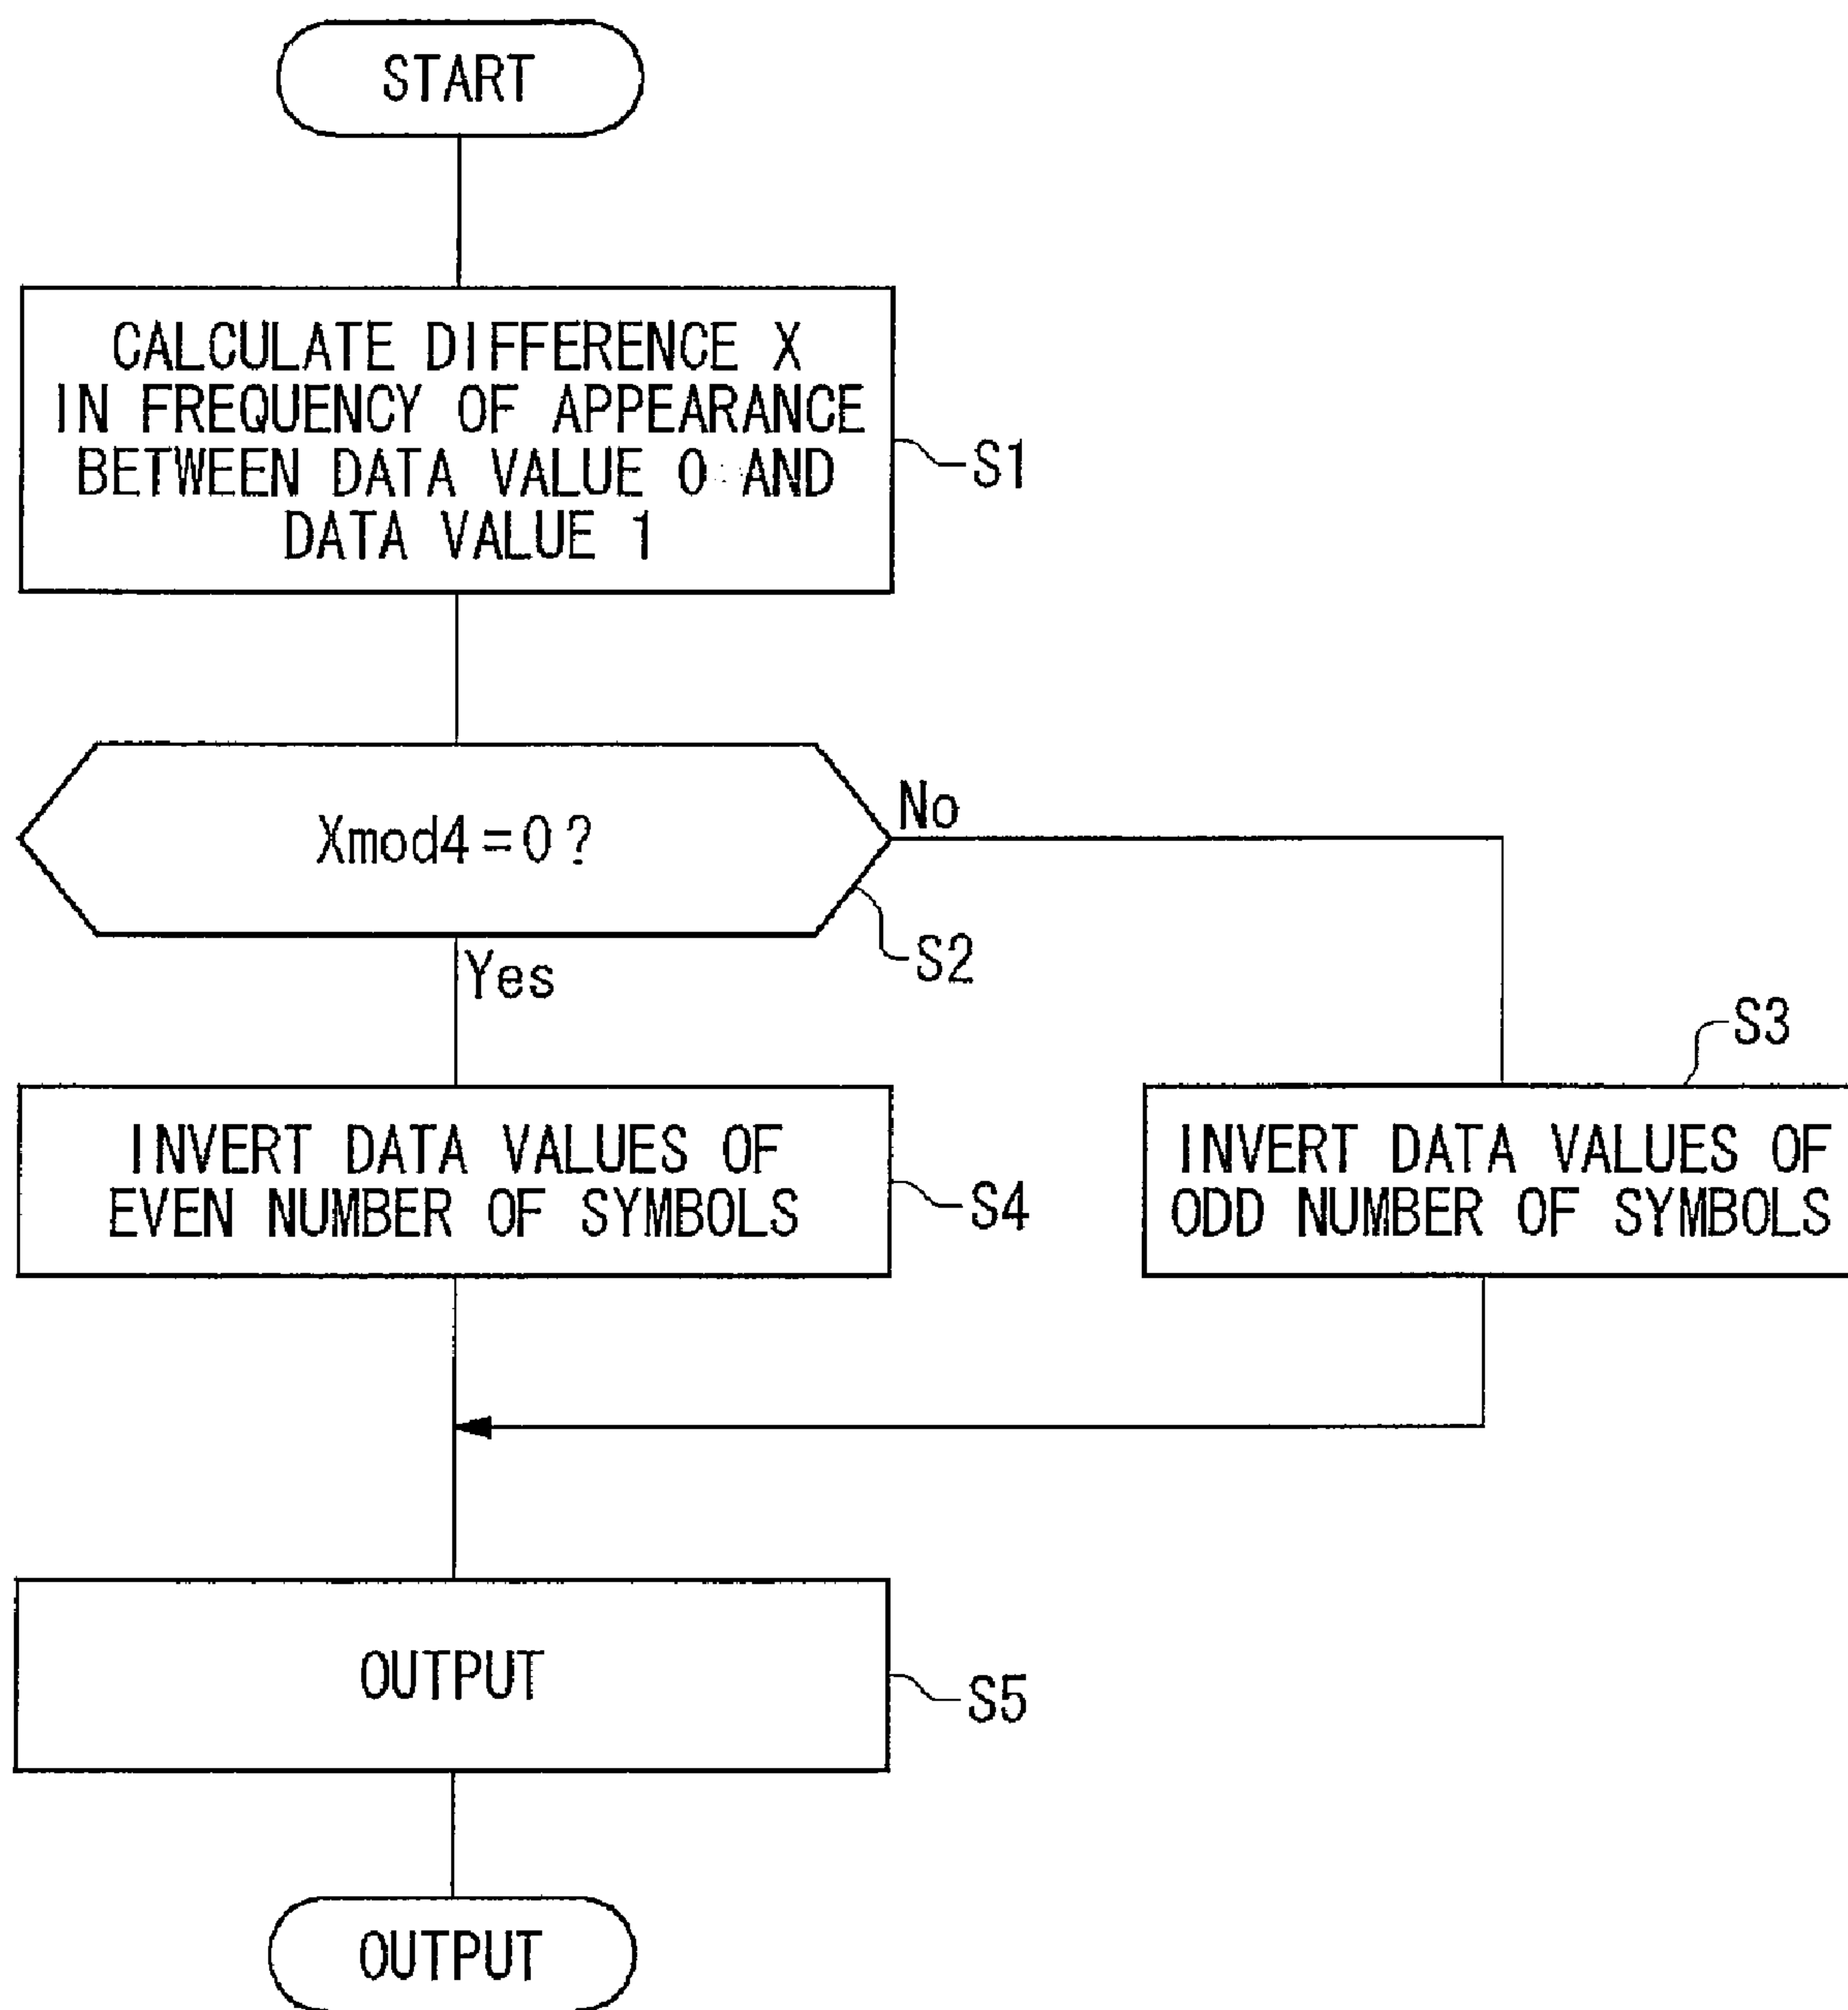 START
CALCULATE DIFFERENCE X
IN FREQUENCY OF APPEARANCE
BETWEEN DATA VALUE 0 AND
DATA VALUE 1
S1
Xmod4=0?
No
S2
Yes
S3
INVERT DATA VALUES OF
EVEN NUMBER OF SYMBOLS
S4
INVERT DATA VALUES OF
ODD NUMBER OF SYMBOLS
OUTPUT
S5
OUTPUT